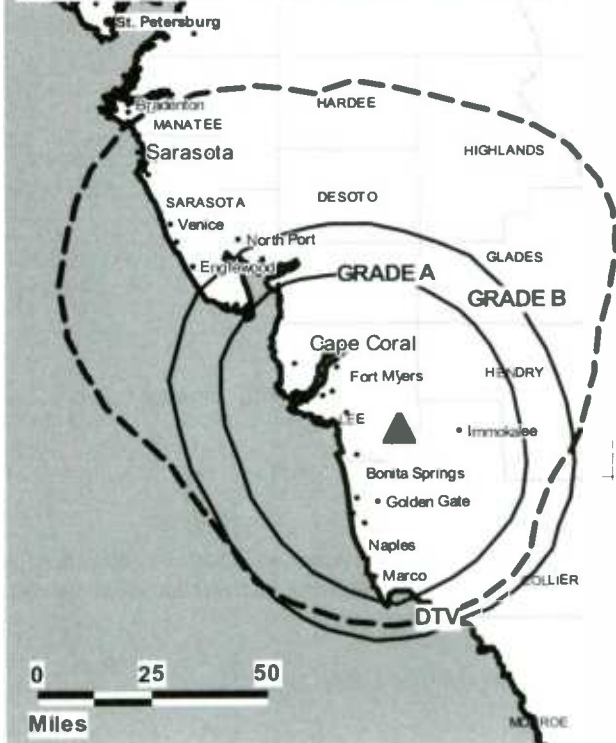 St. Petersburg
Bradenton
HARDEE
MANATEE
Sarasota
HIGHLANDS
SARASOTA
DESOTO
Venice
North Port
GLADES
Englewood
GRADE A
GRADE B
Cape Coral
Fort Myers
HENDRY
LEE
Immokalee
Bonita Springs
Golden Gate
Naples
Marco
COLLIER
DTV
0 25 50
Miles
MONROE